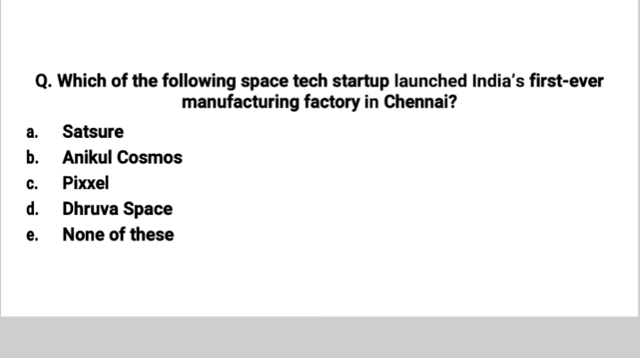 Q. Which of the following space tech startup launched India's first-ever
manufacturing factory in Chennai?
a. Satsure
b. Anikul Cosmos
c. Pixxel
d. Dhruva Space
e. None of these